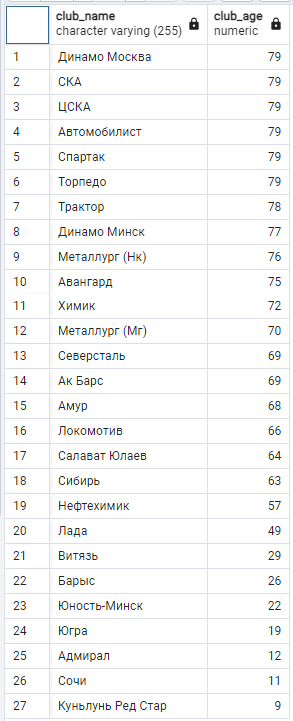 club_name club_age
character varying (255) numeric
1 Динамо Москва 79
2 СКА 79
3 ЦСКА 79
4 Автомобилист 79
5 Спартак 79
6 Торпедо 79
7 Трактор 78
8 Динамо Минск 77
9 Металлург (Нк) 76
10 Авангард 75
11 Химик 72
12 Металлург (Мг) 70
13 Северсталь 69
14 Ак Барс 69
15 Амур 68
16 Локомотив 66
17 Салават Юлаев 64
18 Сибирь 63
19 Нефтехимик 57
20 Лада 49
21 Витязь 29
22 Барыс 26
23 Юность-Минск 22
24 Югра 19
25 Адмирал 12
26 Сочи 11
27 Куньлунь Ред Стар 9